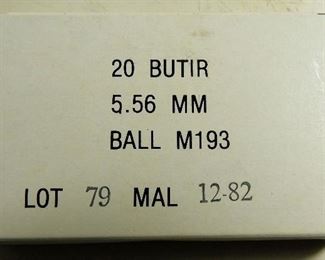 20 BUTIR
5.56 MM
BALL M193
LOT 79 MAL 12-82